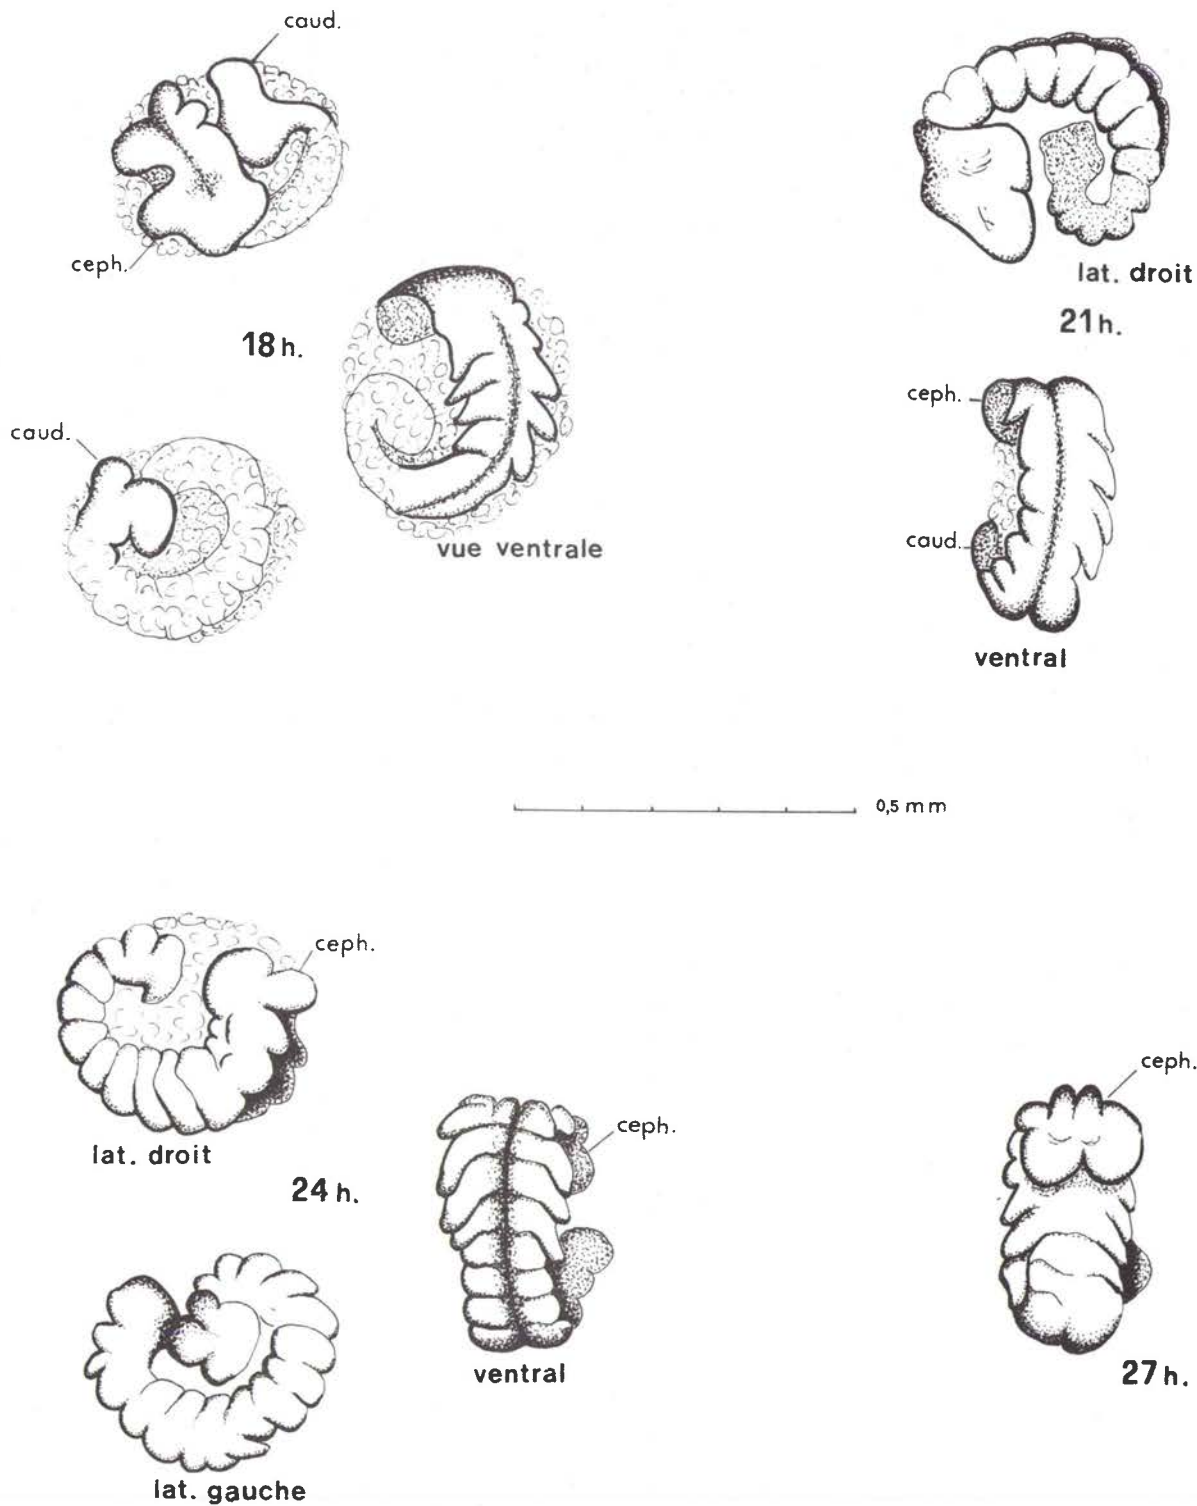 caud.
ceph.
18 h.
vue ventrale
caud.
lat. droit
21 h.
ceph.
caud.
ventral
0,5 mm
ceph.
lat. droit
24 h.
ceph.
ventral
lat. gauche
ceph.
27 h.